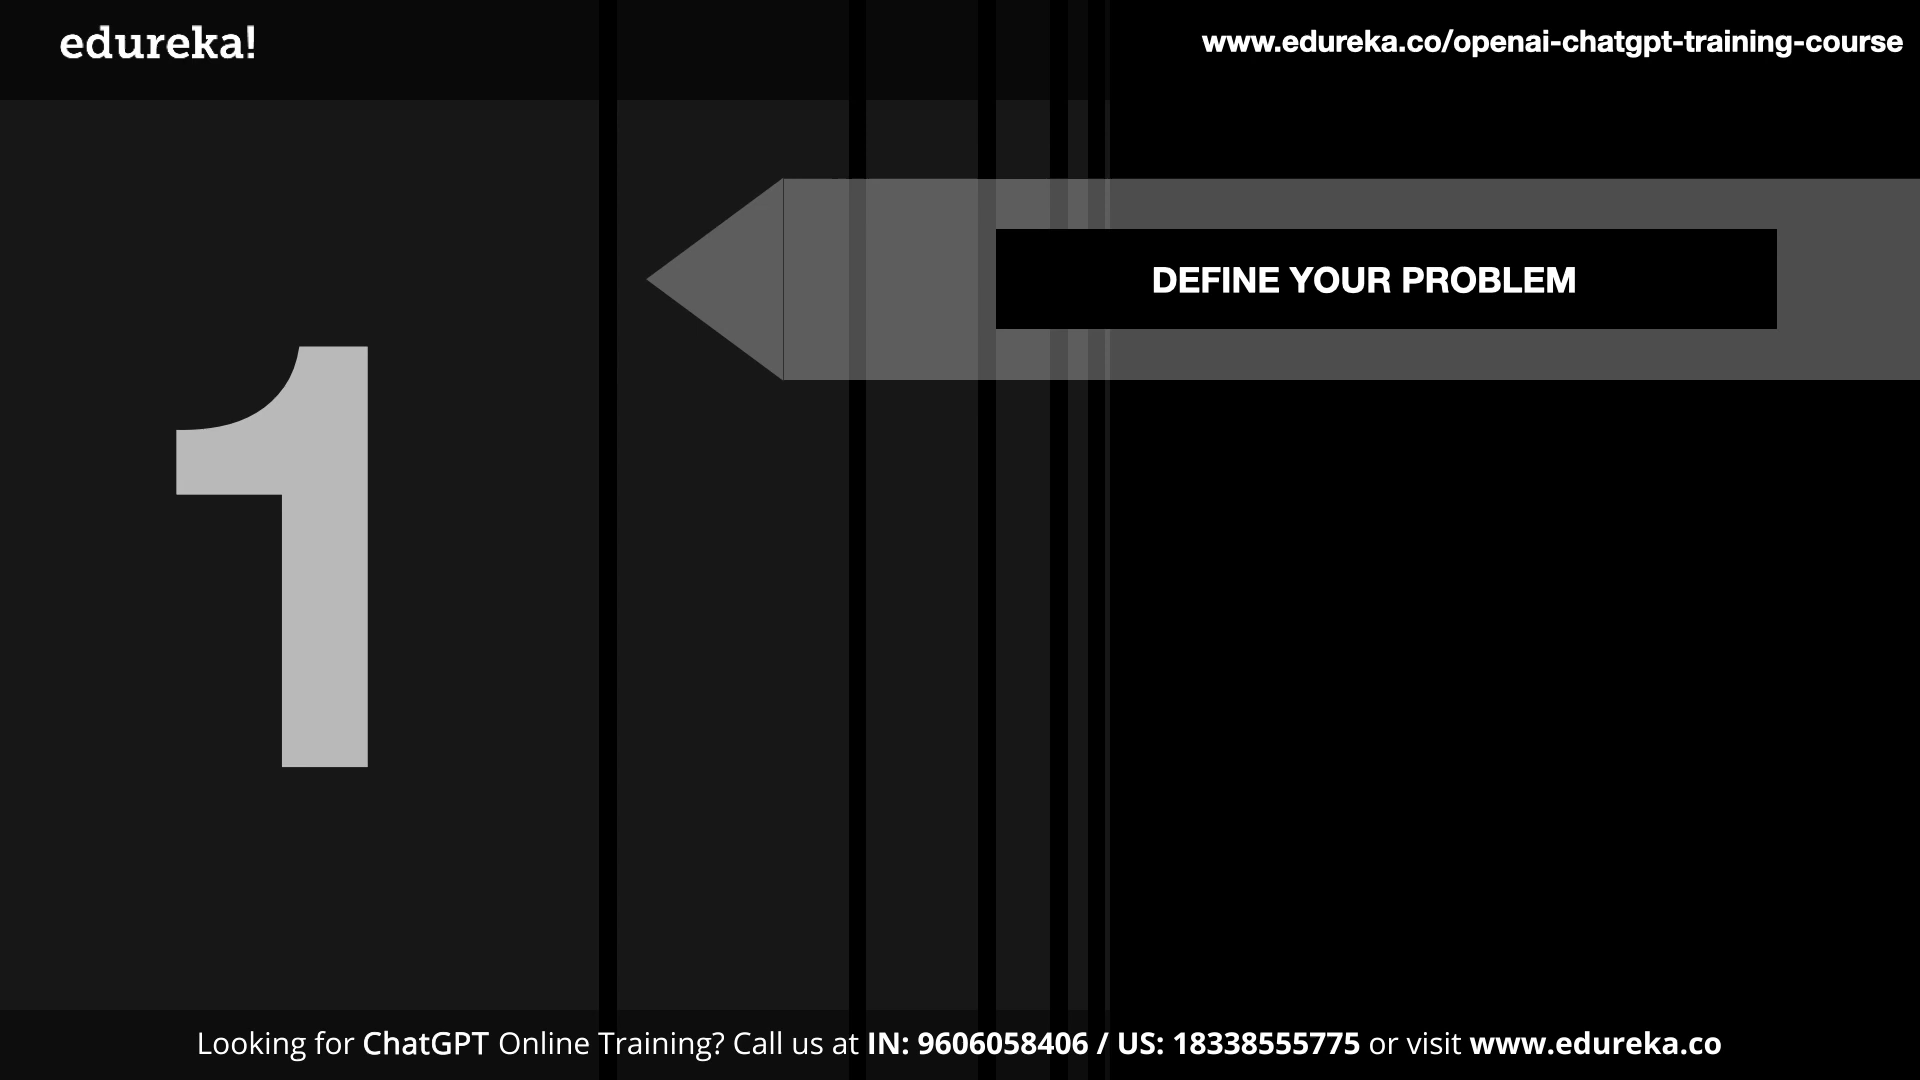 edureka!
www.edureka.co/openai-chatgpt-training-course
DEFINE YOUR PROBLEM
1
Looking for ChatGPT Online Training? Call us at IN: 9606058406 / US: 18338555775 or visit www.edureka.co